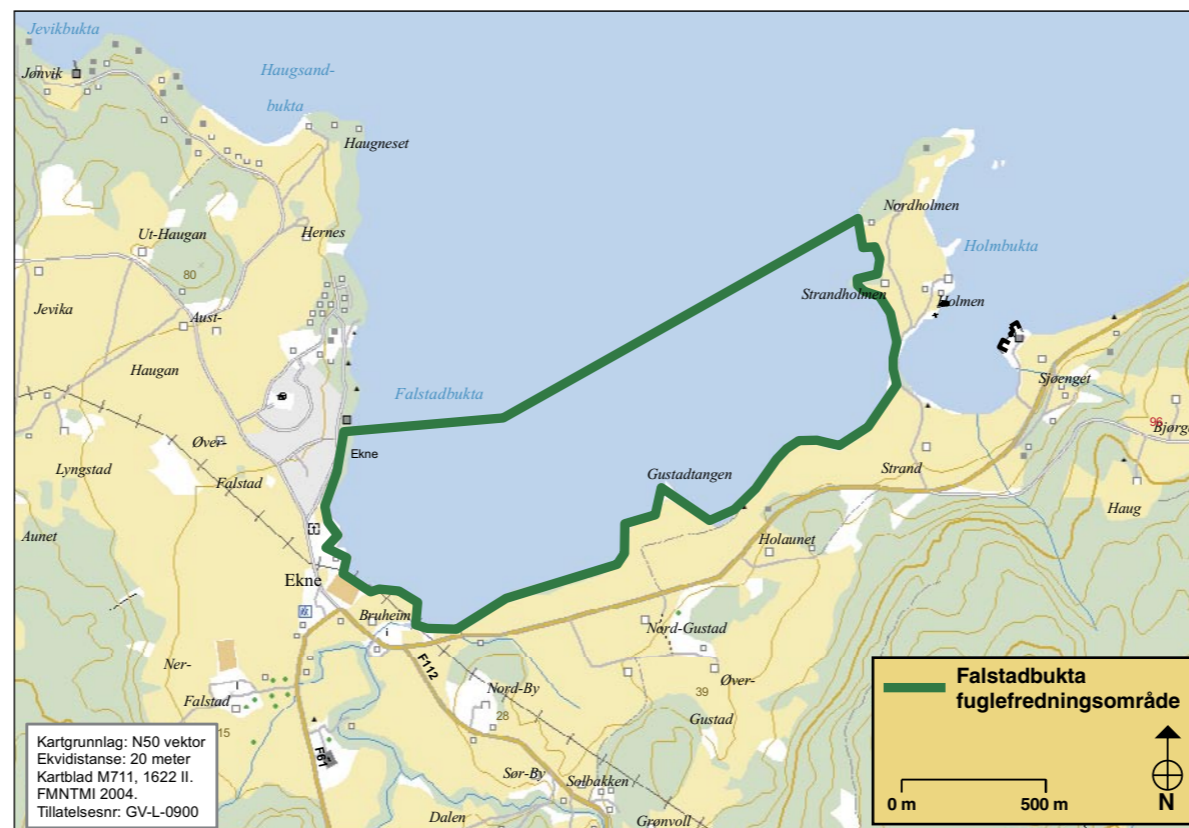 Jevikbukta
Jønvik
Haugsand-
bukta
Haugneset
Nordholmen
Ut-Haugan
Hernes
Holmbukta
80
Strandholmen
Holmen
Jevika
Aust-
Haugan
Sjøenget
Falstadbukta
96
Bjørge
Øver-
Falstad
Ekne
Lyngstad
Gustadtangen
Strand
Haug
Aunet
Holaunet
Ekne
Bruheim
Nord-Gustad
Ner-
Falstad
F112
Nord-By
Øver-
Gustad
39
28
15
F61
Sør-By
Solbakken
Dalen
Grønvoll
Kartgrunnlag: N50 vektor
Ekvidistanse: 20 meter
Kartblad M711, 1622 II.
FMNTMI 2004.
Tillatelsesnr: GV-L-0900
Falstadbukta
fuglefredningsområde
0 m 500 m
N